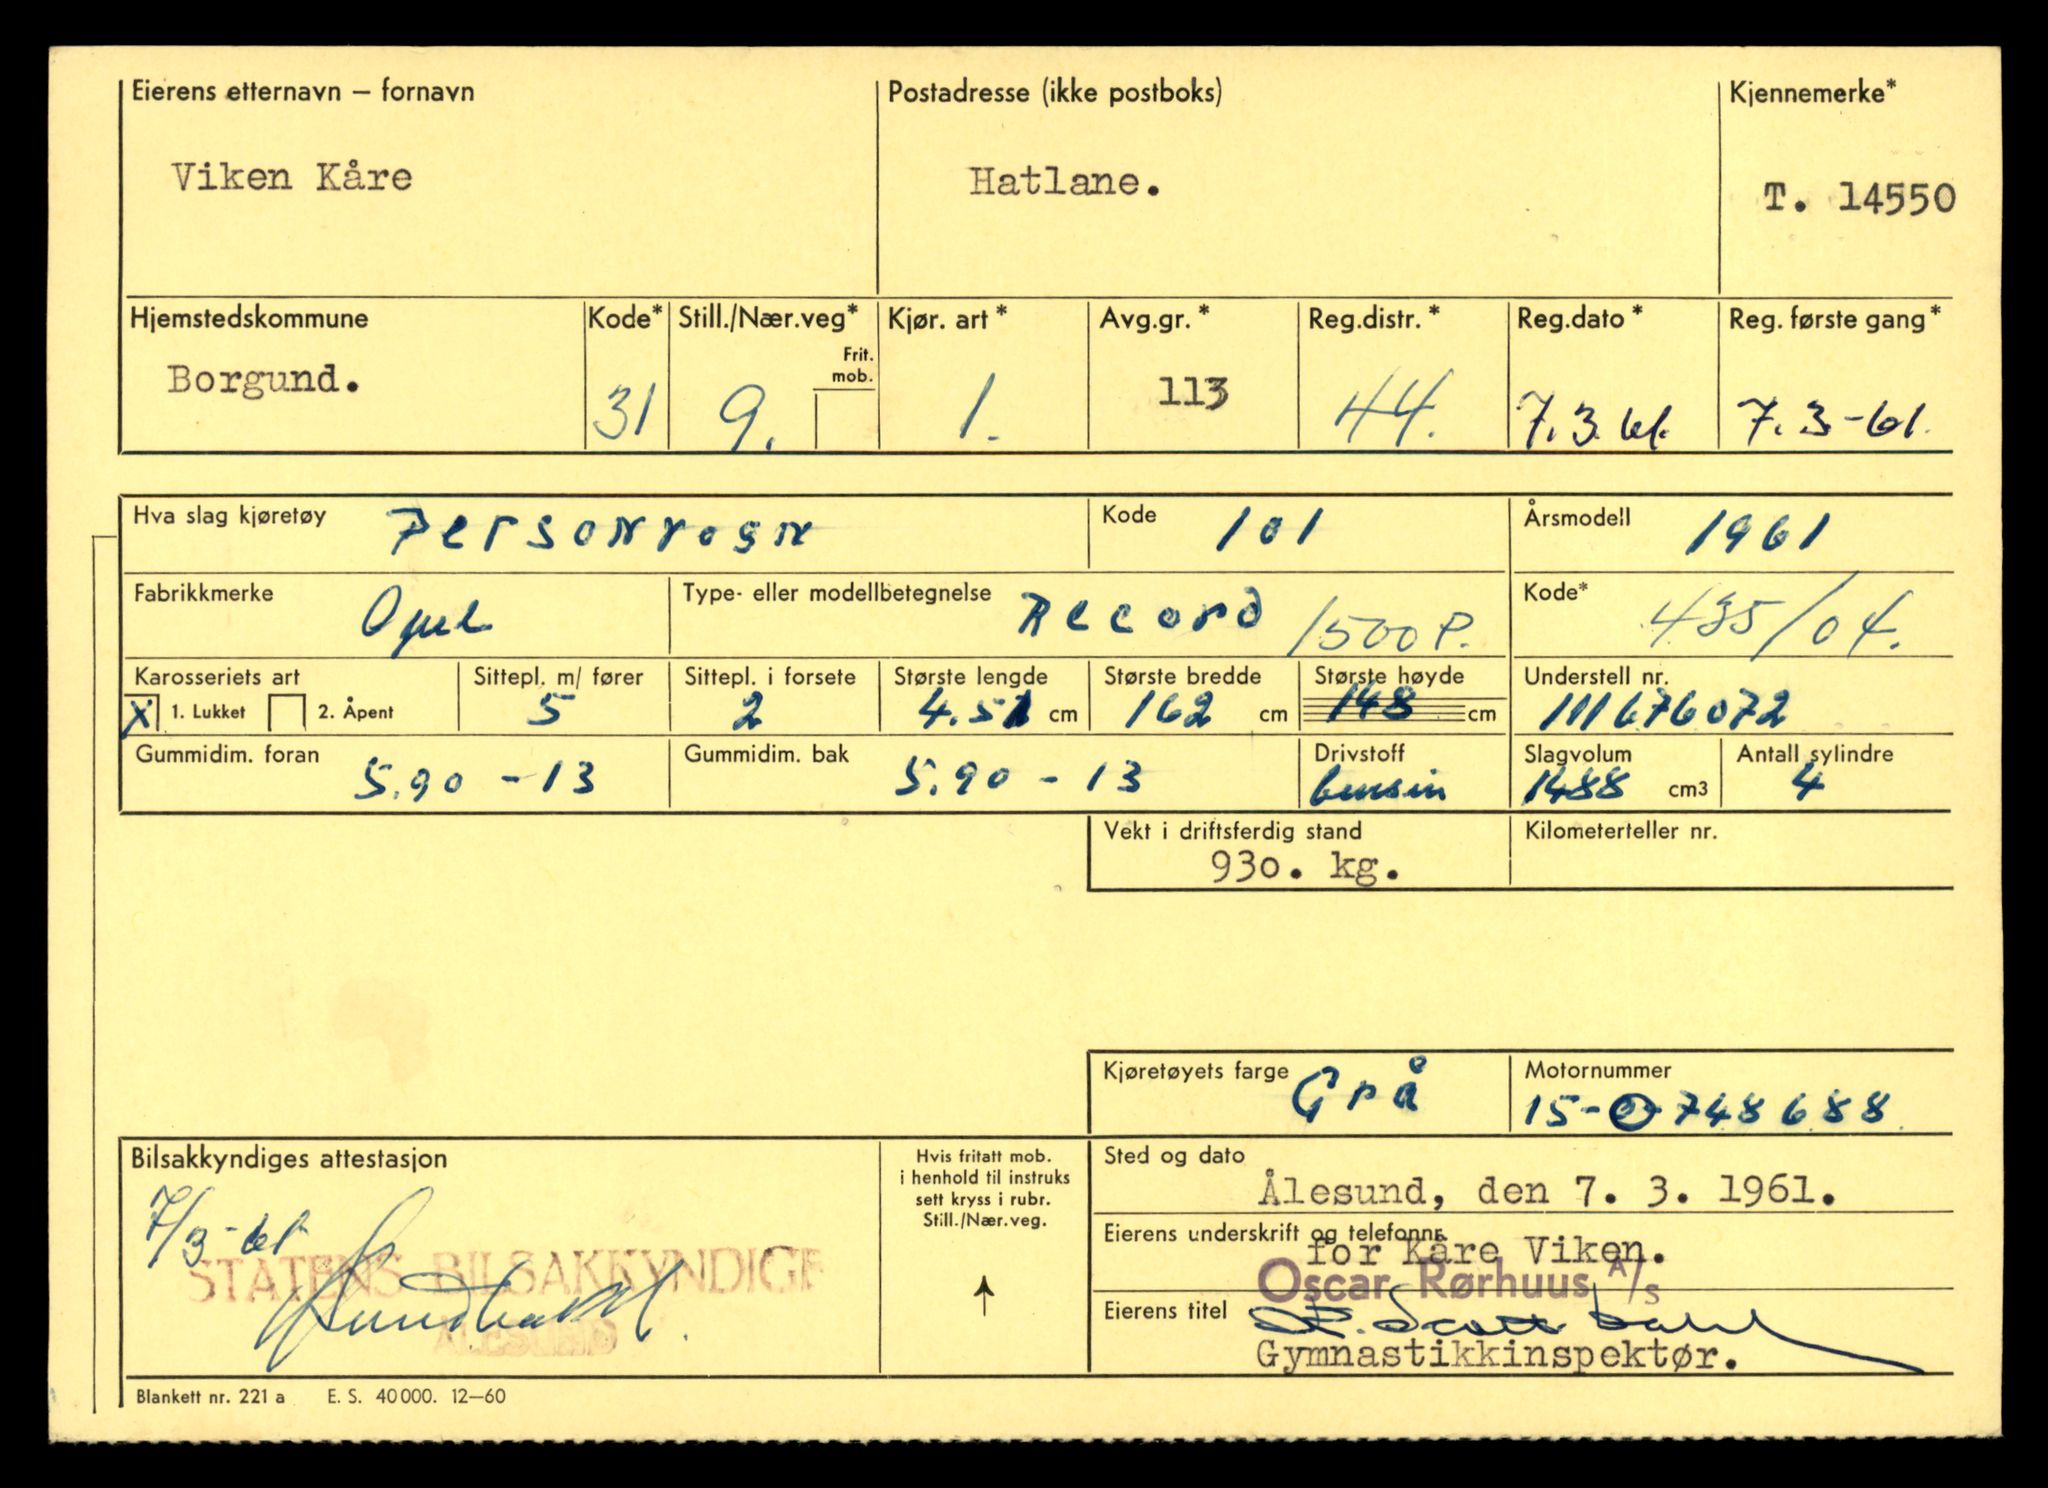 Eierens etternavn — fornavn
Viken Kåre
Postadresse (ikke postboks)
Hatlane.
Kjennemerke*
T. 14550
Hjemstedskommune
Borgund.
Kode*
31
Still./Nær.veg*
9.
Frit.
mob.
Kjør. art*
1.
Avg.gr.*
113
Reg.distr.*
44.
Reg.dato*
7.3.61.
Reg. første gang*
7.3-61.
Hva slag kjøretøy
Personvogn
Kode
101
Årsmodell
1961
Fabrikkmerke
Opel
Type- eller modellbetegnelse
Record 1500 P.
Kode*
435/04.
Karosseriets art
X 1. Lukket 2. Åpent
Sittepl. m/ fører
5
Sittepl. i forsete
2
Største lengde
4.51 cm
Største bredde
162 cm
Største høyde
148 cm
Understell nr.
111676072
Gummidim. foran
5.90 - 13
Gummidim. bak
5.90 - 13
Drivstoff
bensin
Slagvolum
1488 cm3
Antall sylindre
4
Vekt i driftsferdig stand
930. kg.
Kilometerteller nr.
Kjøretøyets farge
Grå
Motornummer
15-0-748688
Bilsakkyndiges attestasjon
7/3-61
STATENS BILSAKKYNDIGE
ÅLESUND
Hvis fritatt mob.
i henhold til instruks
sett kryss i rubr.
Still./Nær.veg.
Sted og dato
Ålesund, den 7. 3. 1961.
Eierens underskrift og telefonnr.
for Kåre Viken.
Oscar Rørhuus A/s
Eierens titel
Gymnastikkinspektør.
Blankett nr. 221 a E. S. 40 000. 12—60